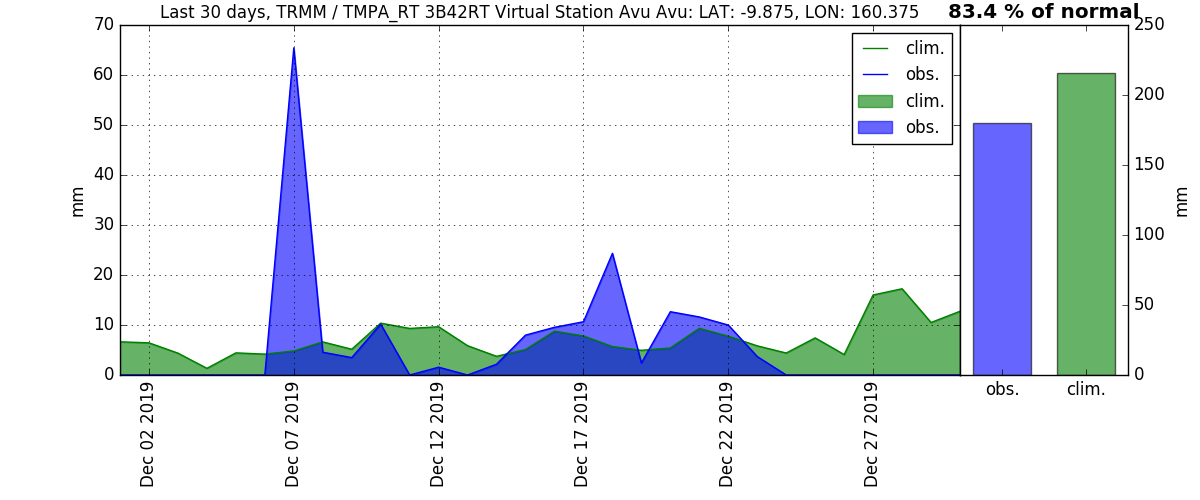 Last 30 days, TRMM / TMPA_RT 3B42RT Virtual Station Avu Avu: LAT: -9.875, LON: 160.375
83.4 % of normal
70
60
50
40
30
20
10
0
mm
clim.
obs.
clim.
obs.
Dec 02 2019
Dec 07 2019
Dec 12 2019
Dec 17 2019
Dec 22 2019
Dec 27 2019
250
200
150
100
50
0
mm
obs.
clim.